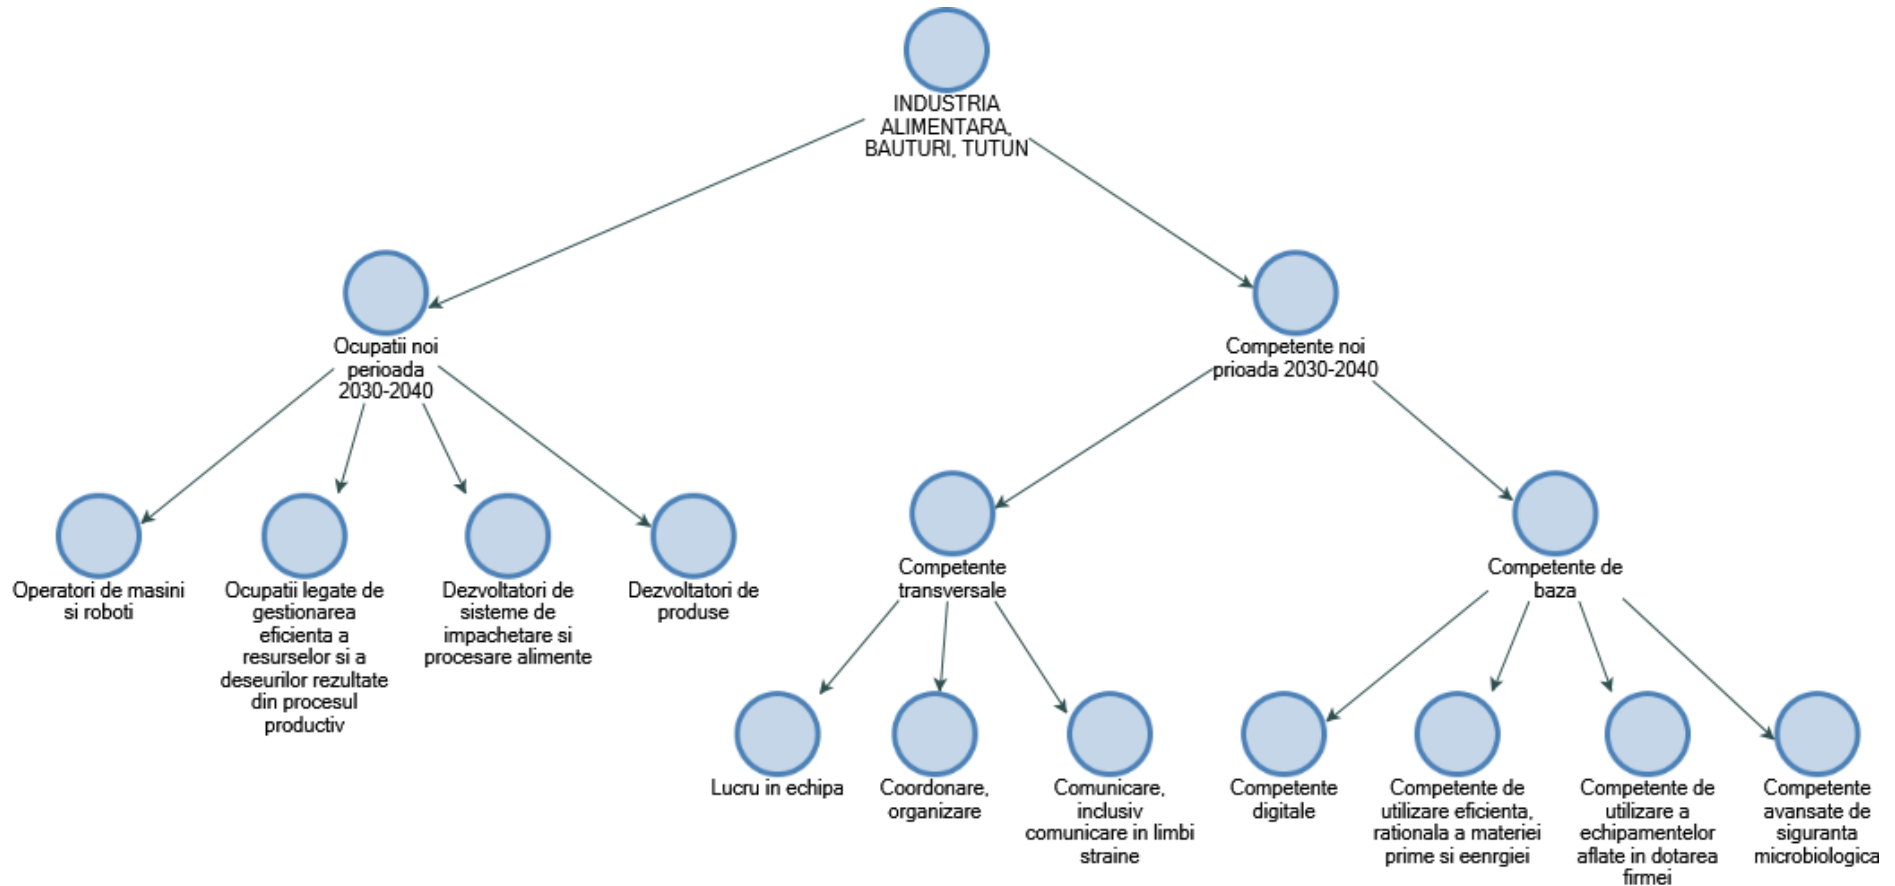 INDUSTRIA
ALIMENTARA,
BAUTURI, TUTUN
Ocupatii noi
perioada
2030-2040
Competente noi
prioada 2030-2040
Operatori de masini
si roboti
Ocupatii legate de
gestionarea
eficienta a
resurselor si a
deseurilor rezultate
din procesul
productiv
Dezvoltatori de
sisteme de
impachetare si
procesare alimente
Dezvoltatori de
produse
Competente
transversale
Competente de
baza
Lucru in echipa
Coordonare,
organizare
Comunicare,
inclusiv
comunicare in limbi
straine
Competente
digitale
Competente de
utilizare eficienta,
rationala a materiei
prime si eenrgiei
Competente de
utilizare a
echipamentelor
aflate in dotarea
firmei
Competente
avansate de
siguranta
microbiologica